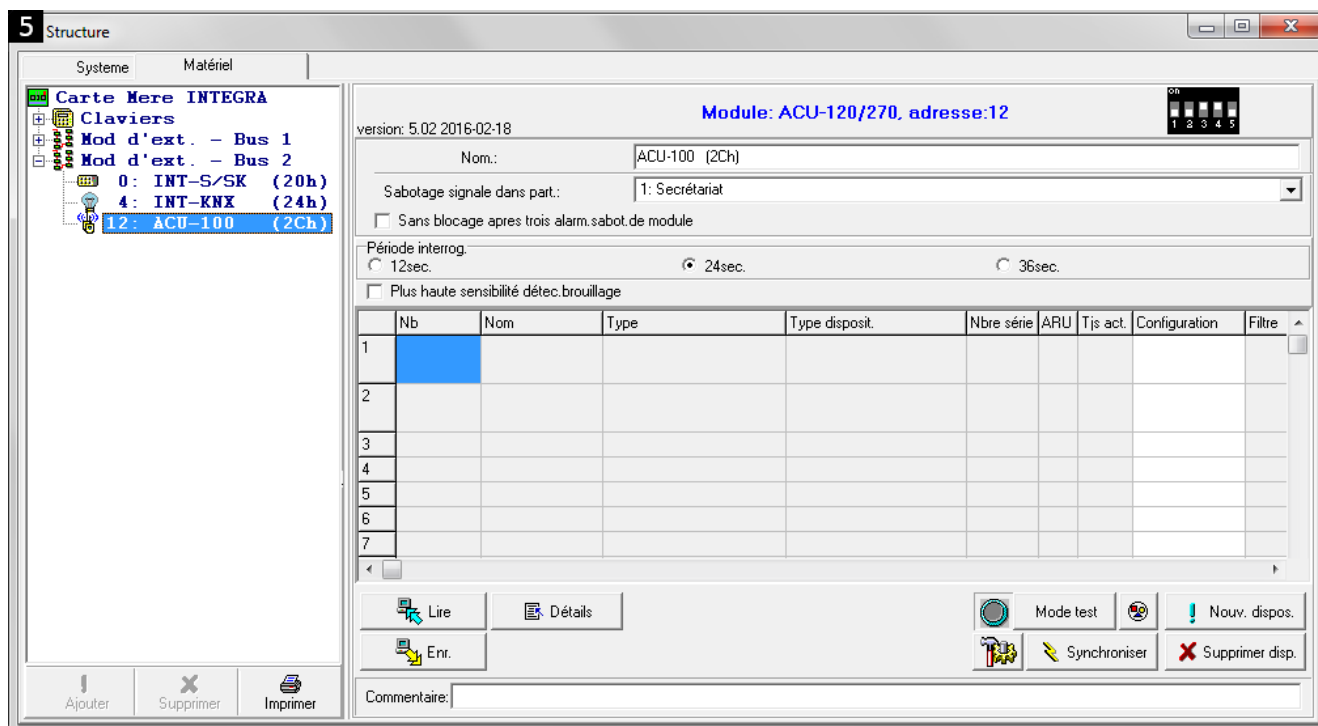 5 Structure
Systeme Matériel
Carte Mere INTEGRA
Claviers
Mod d'ext. - Bus 1
Mod d'ext. - Bus 2
0: INT-S/SK (20h)
4: INT-KNX (24h)
12: ACU-100 (2Ch)
Ajouter Supprimer Imprimer
Module: ACU-120/270, adresse:12
on
1 2 3 4 5
version: 5.02 2016-02-18
Nom.: ACU-100 (2Ch)
Sabotage signale dans part.: 1: Secrétariat
Sans blocage apres trois alarm.sabot.de module
Période interrog.
12sec. 24sec. 36sec.
Plus haute sensibilité détec.brouillage
Nb Nom Type Type disposit. Nbre série ARU Tjs act. Configuration Filtre
1
2
3
4
5
6
7
Lire Détails Mode test Nouv. dispos.
Enr. Synchroniser Supprimer disp.
Commentaire: